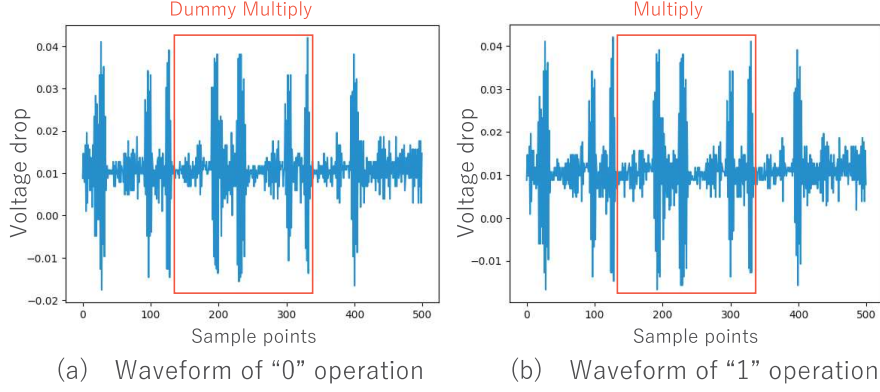 Dummy Multiply
Multiply
0.04
0.03
0.02
0.01
0.00
−0.01
−0.02
Voltage drop
0 100 200 300 400 500
Sample points
0.04
0.03
0.02
0.01
0.00
−0.01
Voltage drop
0 100 200 300 400 500
Sample points
(a) Waveform of “0” operation
(b) Waveform of “1” operation